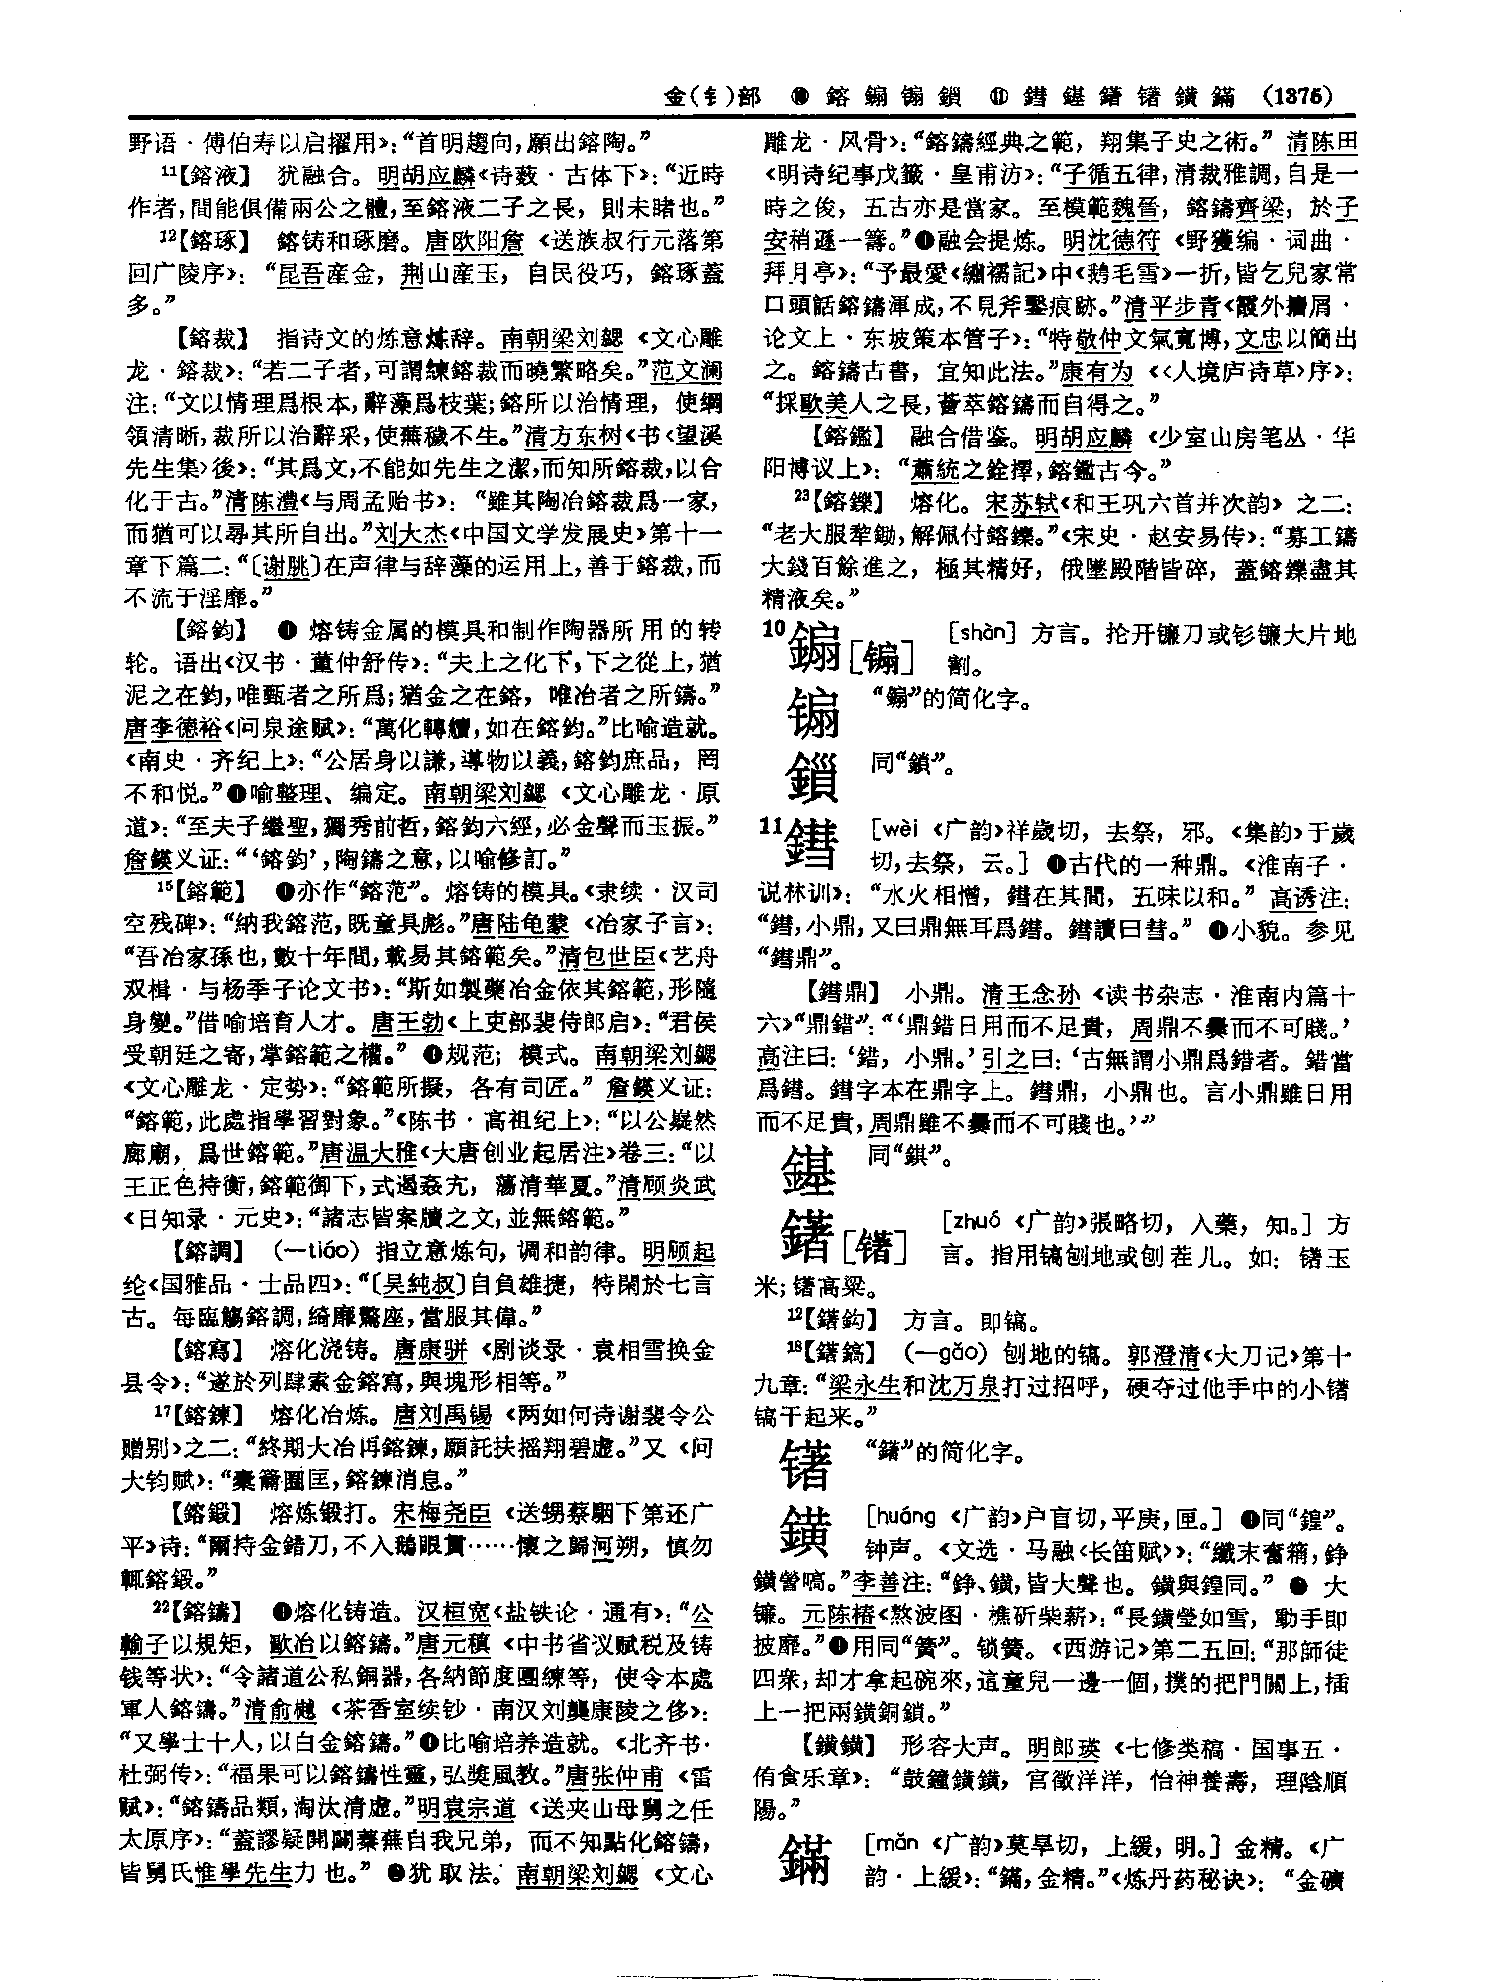 金(钅)部 ⑩ 鎔 鍽 鎻 ⑪ 鏏 鐯 锗 鐄 鏋 (1375)
野语·傅伯寿以启擢用》:“首明趨向,願出鎔陶。”
11【鎔液】 犹融合。明胡应麟《诗薮·古体下》:“近時
作者,間能俱備兩公之體,至鎔液二子之長,則未睹也。”
12【鎔琢】 鎔铸和琢磨。唐欧阳詹《送族叔行元落第
回广陵序》:“昆吾産金,荆山産玉,自民役巧,鎔琢蓋
多。”
【鎔裁】 指诗文的炼意炼辞。南朝梁刘勰《文心雕
龙·鎔裁》:“若二子者,可謂練鎔裁而曉繁略矣。”范文澜
注:“文以情理爲根本,辭藻爲枝葉;鎔所以治情理,使綱
領清晰,裁所以治辭采,使蕪穢不生。”清方东树《书〈望溪
先生集〉後》:“其爲文,不能如先生之潔,而知所鎔裁,以合
化于古。”清陈澧《与周孟贻书》:“雖其陶冶鎔裁爲一家,
而猶可以尋其所自出。”刘大杰《中国文学发展史》第十一
章下篇二:“〔谢朓〕在声律与辞藻的运用上,善于鎔裁,而
不流于淫靡。”
【鎔鈞】 ❶熔铸金属的模具和制作陶器所用的转
轮。语出《汉书·董仲舒传》:“夫上之化下,下之從上,猶
泥之在鈞,唯甄者之所爲;猶金之在鎔,唯冶者之所鑄。”
唐李德裕《问泉途赋》:“萬化轉續,如在鎔鈞。”比喻造就。
《南史·齐纪上》:“公居身以謙,導物以義,鎔鈞庶品,罔
不和悦。”❷喻整理、编定。南朝梁刘勰《文心雕龙·原
道》:“至夫子繼聖,獨秀前哲,鎔鈞六經,必金聲而玉振。”
詹鍈义证:“‘鎔鈞’,陶鑄之意,以喻修訂。”
15【鎔範】 ❶亦作“鎔范”。熔铸的模具。《隶续·汉司
空残碑》:“纳我鎔范,既童具彪。”唐陆龟蒙《冶家子言》:
“吾冶家孫也,數十年間,載易其鎔範矣。”清包世臣《艺舟
双楫·与杨季子论文书》:“斯如製藥冶金依其鎔範,形隨
身變。”借喻培育人才。唐王勃《上吏部裴侍郎启》:“君侯
受朝廷之寄,掌鎔範之權。”❷规范;模式。南朝梁刘勰
《文心雕龙·定势》:“鎔範所擬,各有司匠。”詹鍈义证:
“鎔範,此處指學習對象。”《陈书·高祖纪上》:“以公嶷然
廊廟,爲世鎔範。”唐温大雅《大唐创业起居注》卷三:“以
王正色持衡,鎔範御下,式遏姦宄,蕩清華夏。”清顾炎武
《日知录·元史》:“諸志皆案牘之文,並無鎔範。”
【鎔調】 (—tiáo) 指立意炼句,调和韵律。明顾起
纶《国雅品·士品四》:“〔吴純叔〕自負雄捷,特閑於七言
古。每臨觴鎔調,綺靡驚座,當服其偉。”
【鎔寫】 熔化浇铸。唐康骈《剧谈录·袁相雪换金
县令》:“遂於列肆索金鎔寫,與塊形相等。”
17【鎔鍊】 熔化冶炼。唐刘禹锡《两如何诗谢裴令公
赠别》之二:“終期大冶再鎔鍊,願託扶摇翔碧虚。”又《问
大钧赋》:“橐籥圈匡,鎔鍊消息。”
【鎔鍛】 熔炼锻打。宋梅尧臣《送甥蔡駰下第还广
平》诗:“爾持金錯刀,不入鵝眼貫……懷之歸河朔,慎勿
輒鎔鍛。”
22【鎔鑄】 ❶熔化铸造。汉桓宽《盐铁论·通有》:“公
輸子以規矩,歐冶以鎔鑄。”唐元稹《中书省议赋税及铸
钱等状》:“令諸道公私銅器,各納節度團練等,使令本處
軍人鎔鑄。”清俞樾《茶香室续钞·南汉刘龑康陵之侈》:
“又學士十人,以白金鎔鑄。”❷比喻培养造就。《北齐书·
杜弼传》:“福果可以鎔鑄性靈,弘獎風教。”唐张仲甫《雷
赋》:“鎔鑄品類,淘汰清虚。”明袁宗道《送夹山母舅之任
太原序》:“蓋謬疑開闢蓁蕪自我兄弟,而不知點化鎔鑄,
皆舅氏惟學先生力也。”❸犹取法。南朝梁刘勰《文心
雕龙·风骨》:“鎔鑄經典之範,翔集子史之術。”清陈田
《明诗纪事戊籤·皇甫汸》:“子循五律,清裁雅調,自是一
時之俊,五古亦是當家。至模範魏晉,鎔鑄齊梁,於子
安稍遜一籌。”❹融会提炼。明沈德符《野獲编·词曲·
拜月亭》:“予最愛《繡襦記》中《鹅毛雪》一折,皆乞兒家常
口頭話鎔鑄渾成,不見斧鑿痕跡。”清平步青《霞外攟屑·
论文上·东坡策本管子》:“特敬仲文氣寬博,文忠以簡出
之。鎔鑄古書,宜知此法。”康有为《〈人境庐诗草〉序》:
“採歐美人之長,薈萃鎔鑄而自得之。”
【鎔鑑】 融合借鉴。明胡应麟《少室山房笔丛·华
阳博议上》:“蕭統之銓擇,鎔鑑古今。”
23【鎔鑠】 熔化。宋苏轼《和王巩六首并次韵》之二:
“老大服犂鋤,解佩付鎔鑠。”《宋史·赵安易传》:“募工鑄
大錢百餘進之,極其精好,俄墜殿階皆碎,蓋鎔鑠盡其
精液矣。”
10 [shàn] 方言。抡开镰刀或钐镰大片地
割。
的简化字。
鎻 同“鎖”。
11鏏 [wèi 《广韵》祥歲切,去祭,邪。《集韵》于歲
切,去祭,云。] ❶古代的一种鼎。《淮南子·
说林训》:“水火相憎,鏏在其間,五味以和。”高诱注:
“鏏,小鼎,又曰鼎無耳爲鏏。鏏讀曰彗。”❷小貌。参见
“鏏鼎”。
【鏏鼎】 小鼎。清王念孙《读书杂志·淮南内篇十
六》“鼎錯”:“‘鼎錯日用而不足貴,周鼎不爨而不可賤。’
高注曰:‘錯,小鼎。’引之曰:‘古無謂小鼎爲錯者。錯當
爲鏏。鏏字本在鼎字上。鏏鼎,小鼎也。言小鼎雖日用
而不足貴,周鼎雖不爨而不可賤也。’”
同“錤”。
鐯[锗] [zhuó 《广韵》張略切,入藥,知。] 方
言。指用镐刨地或刨茬儿。如:锗玉
米;锗高粱。
12【鐯鈎】 方言。即镐。
18【鐯鎬】 (—gǎo) 刨地的镐。郭澄清《大刀记》第十
九章:“梁永生和沈万泉打过招呼,硬夺过他手中的小锗
镐干起来。”
“鐯”的简化字。
鐄 [huáng 《广韵》户盲切,平庚,匣。] ❶同“鍠”。
钟声。《文选·马融〈长笛赋〉》:“纖末奮籍,錚
鐄謍嗃。”李善注:“錚、鐄,皆大聲也。鐄與鍠同。”❷大
镰。元陈椿《熬波图·樵斫柴薪》:“長鐄瑩如雪,動手即
披靡。”❸用同“簧”。锁簧。《西游记》第二五回:“那師徒
四衆,却才拿起碗來,這童兒一邊一個,撲的把門關上,插
上一把兩鐄銅鎖。”
【鐄鐄】 形容大声。明郎瑛《七修类稿·国事五·
侑食乐章》:“鼓鐘鐄鐄,宫徵洋洋,怡神養壽,理陰順
陽。”
鏋 [mǎn 《广韵》莫旱切,上緩,明。] 金精。《广
韵·上緩》:“鏋,金精。”《炼丹药秘诀》:“金礦